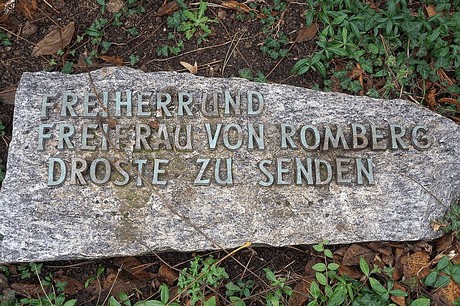 FREIHERR UND
FREIFRAU VON ROMBERG
DROSTE ZU SENDEN